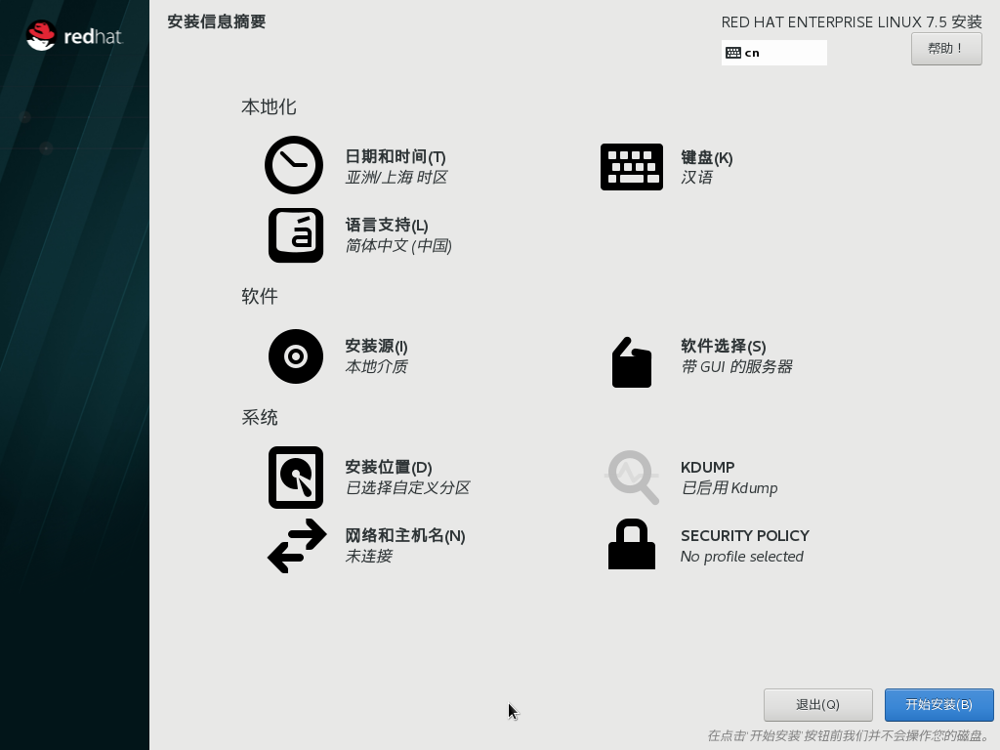 redhat
安装信息摘要
RED HAT ENTERPRISE LINUX 7.5 安装
cn
帮助！
本地化
日期和时间(T)
亚洲/上海 时区
键盘(K)
汉语
语言支持(L)
简体中文 (中国)
软件
安装源(I)
本地介质
软件选择(S)
带 GUI 的服务器
系统
安装位置(D)
已选择自定义分区
KDUMP
已启用 Kdump
网络和主机名(N)
未连接
SECURITY POLICY
No profile selected
退出(Q)
开始安装(B)
在点击'开始安装'按钮前我们并不会操作您的磁盘。